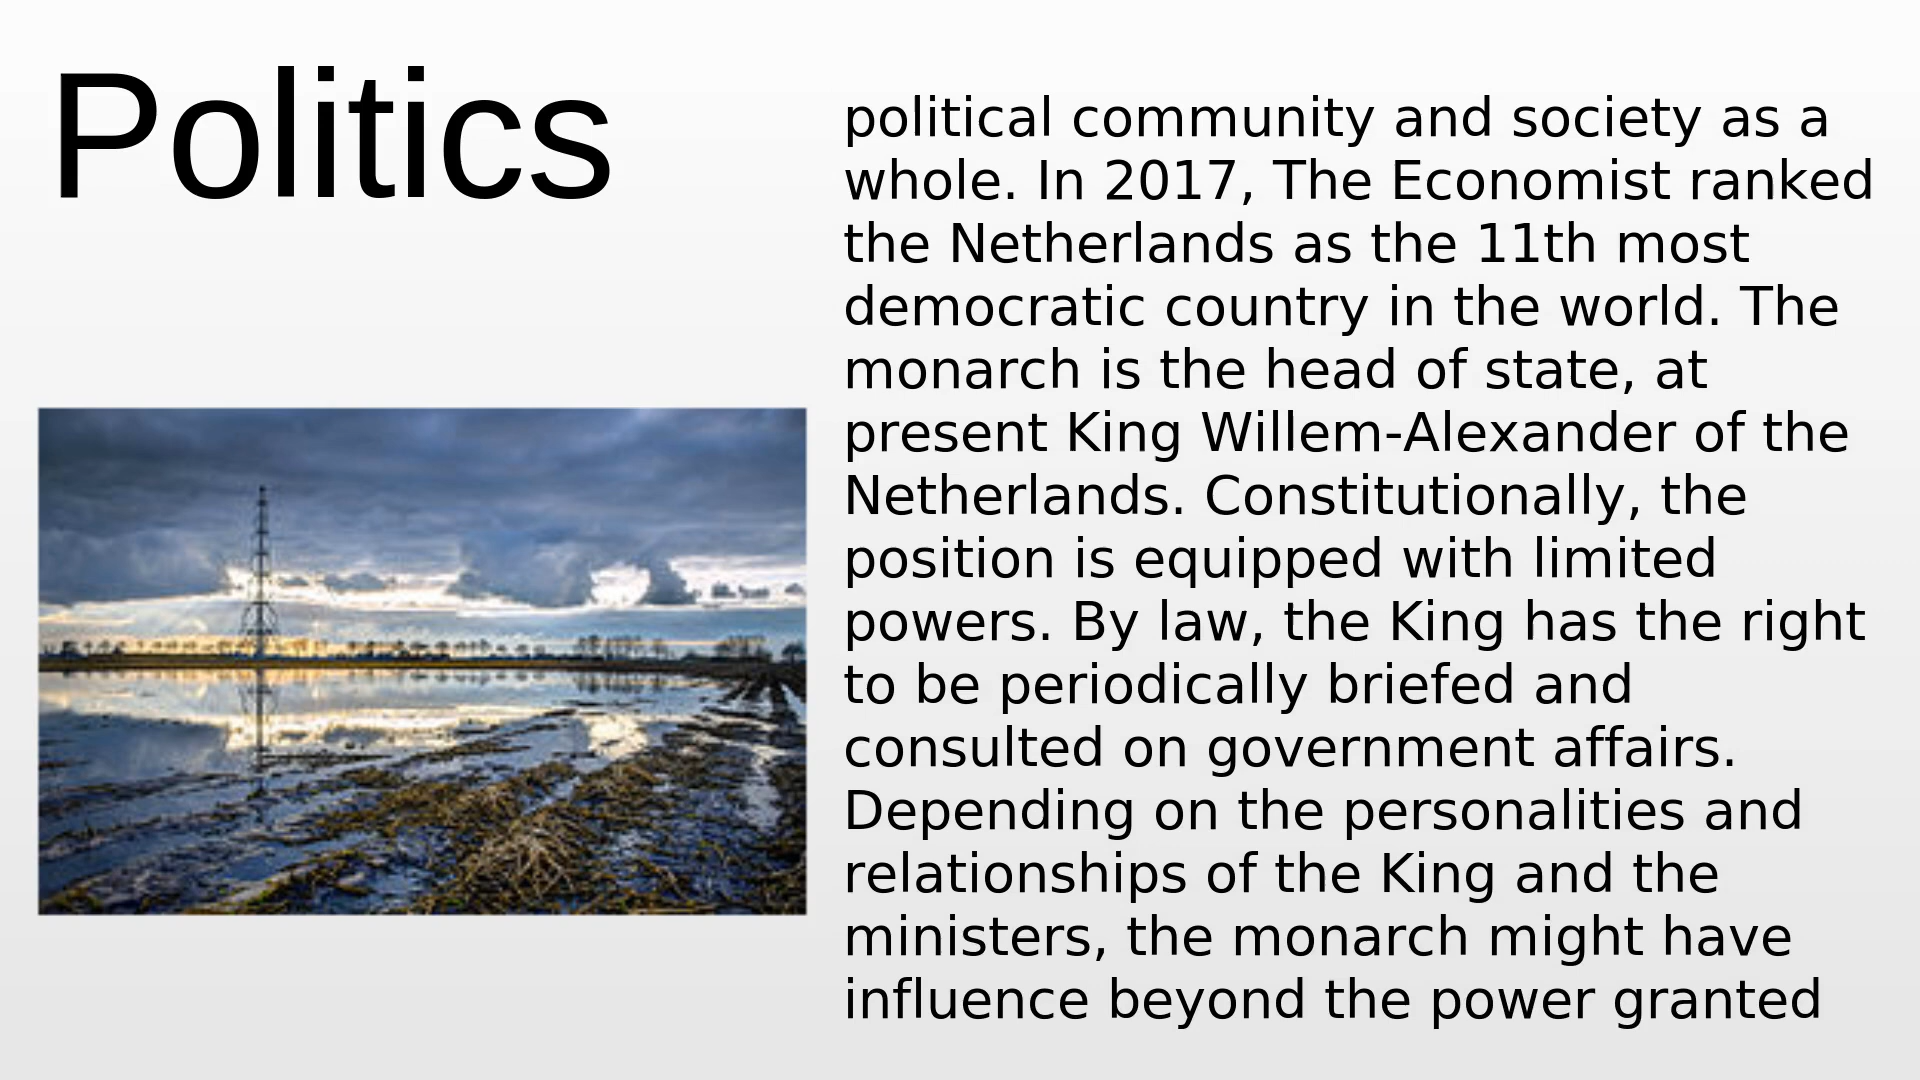 Politics
political community and society as a
whole. In 2017, The Economist ranked
the Netherlands as the 11th most
democratic country in the world. The
monarch is the head of state, at
present King Willem-Alexander of the
Netherlands. Constitutionally, the
position is equipped with limited
powers. By law, the King has the right
to be periodically briefed and
consulted on government affairs.
Depending on the personalities and
relationships of the King and the
ministers, the monarch might have
influence beyond the power granted